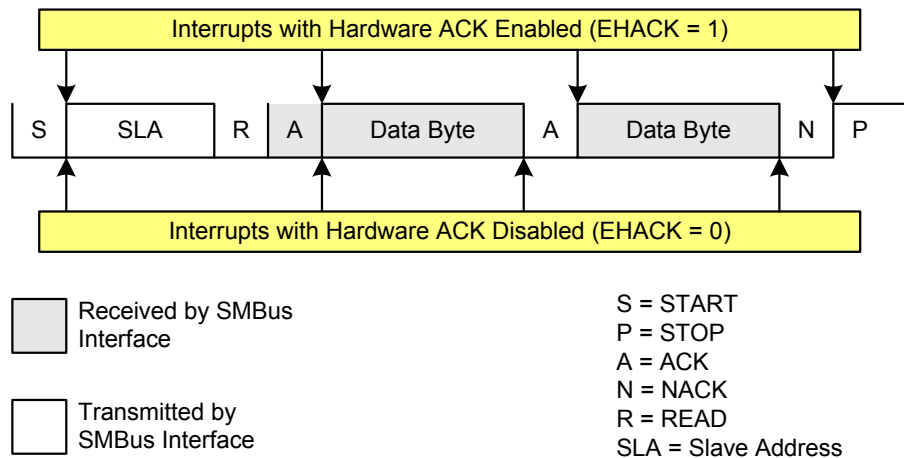 Interrupts with Hardware ACK Enabled (EHACK = 1)
S SLA R A Data Byte A Data Byte N P
Interrupts with Hardware ACK Disabled (EHACK = 0)
Received by SMBus
Interface
Transmitted by
SMBus Interface
S = START
P = STOP
A = ACK
N = NACK
R = READ
SLA = Slave Address